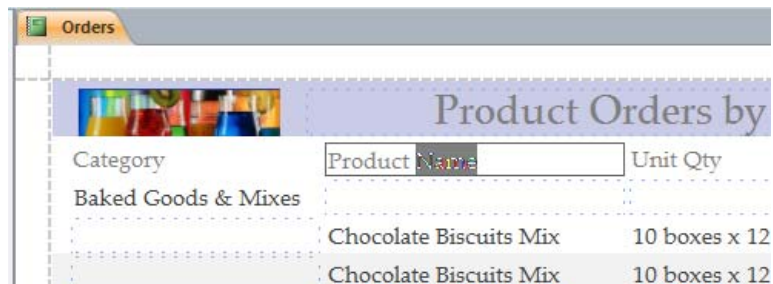 Orders
Product Orders by
Category Product Name Unit Qty
Baked Goods & Mixes
Chocolate Biscuits Mix 10 boxes x 12
Chocolate Biscuits Mix 10 boxes x 12